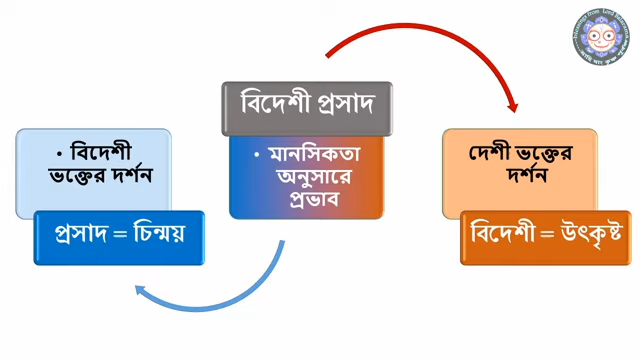 বিদেশী প্রসাদ
• মানসিকতা
অনুসারে
প্রভাব
• বিদেশী
ভক্তের দর্শন
প্রসাদ = চিন্ময়
দেশী ভক্তের
দর্শন
বিদেশী = উৎকৃষ্ট